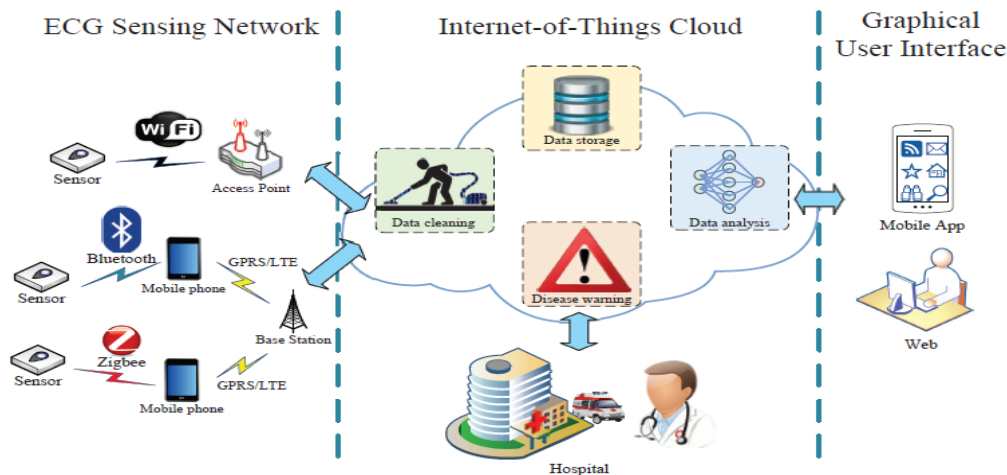 ECG Sensing Network
Internet-of-Things Cloud
Graphical
User Interface
WiFi
Sensor
Access Point
Bluetooth
Sensor
Mobile phone
GPRS/LTE
Base Station
Zigbee
Sensor
Mobile phone
GPRS/LTE
Data storage
Data cleaning
Data analysis
Disease warning
Hospital
Mobile App
Web